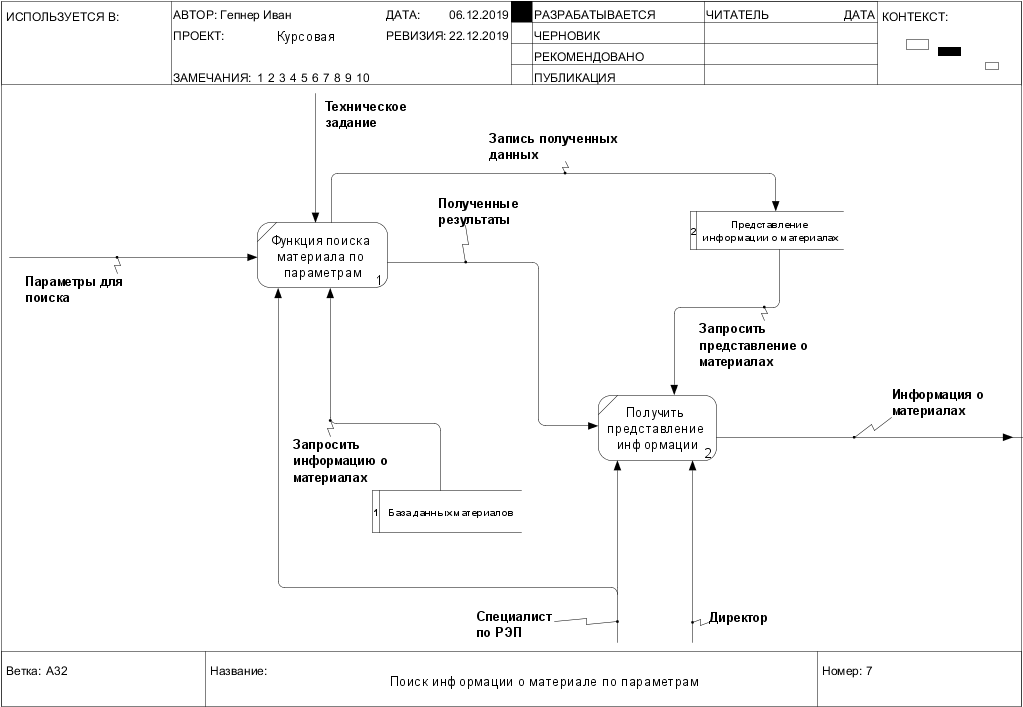 ИСПОЛЬЗУЕТСЯ В:
АВТОР: Гепнер Иван
ДАТА: 06.12.2019
ПРОЕКТ: Курсовая
РЕВИЗИЯ: 22.12.2019
ЗАМЕЧАНИЯ: 1 2 3 4 5 6 7 8 9 10
РАЗРАБАТЫВАЕТСЯ
ЧЕРНОВИК
РЕКОМЕНДОВАНО
ПУБЛИКАЦИЯ
ЧИТАТЕЛЬ
ДАТА
КОНТЕКСТ:
Техническое
задание
Запись полученных
данных
Полученные
результаты
Представление
2
информации о материалах
Функция поиска
материала по
параметрам
1
Параметры для
поиска
Запросить
представление о
материалах
Информация о
материалах
Получить
представление
информации
2
Запросить
информацию о
материалах
1
База данных материалов
Специалист
по РЭП
Директор
Ветка: А32
Название:
Поиск информации о материале по параметрам
Номер: 7